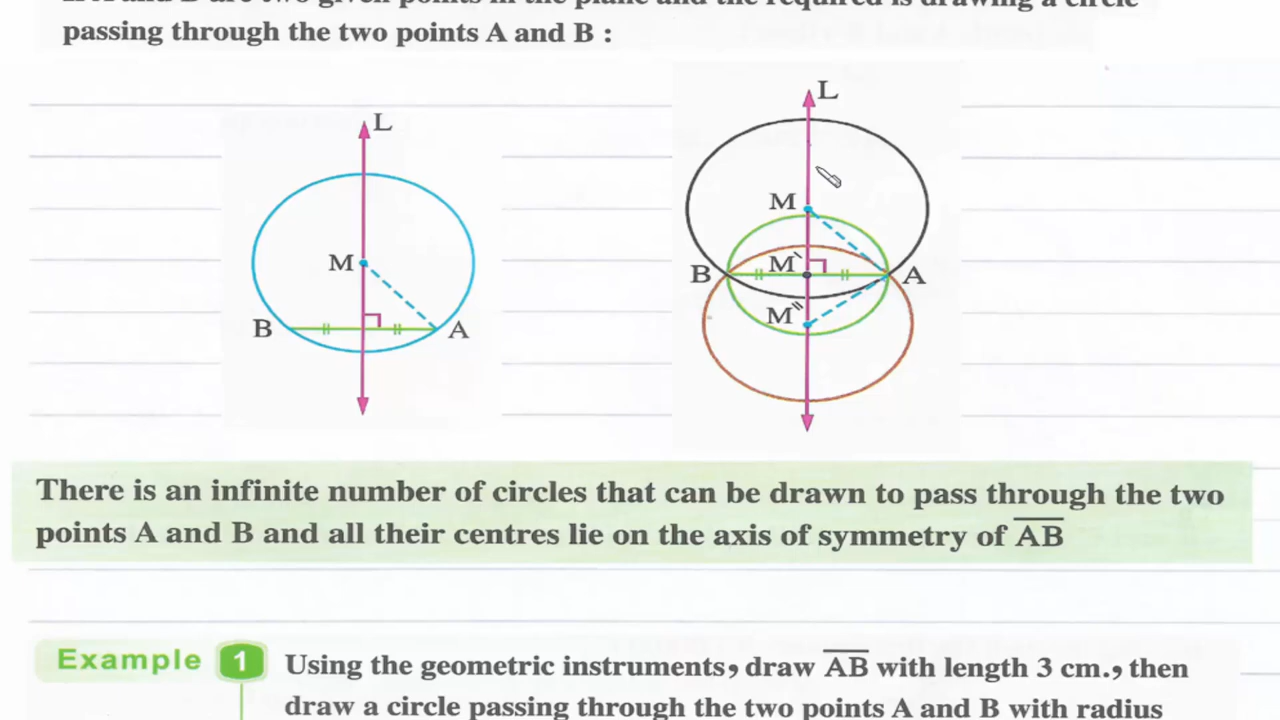 passing through the two points A and B :
L
M
B
A
L
M
B
M`
A
M``
There is an infinite number of circles that can be drawn to pass through the two
points A and B and all their centres lie on the axis of symmetry of AB
Example 1 Using the geometric instruments, draw AB with length 3 cm., then
draw a circle passing through the two points A and B with radius